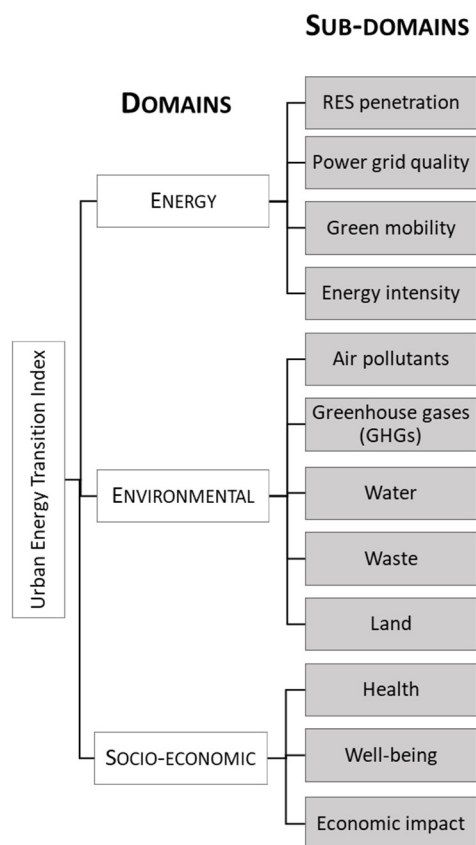 SUB-DOMAINS
DOMAINS
RES penetration
Power grid quality
ENERGY
Green mobility
Energy intensity
Air pollutants
Greenhouse gases
(GHGs)
Urban Energy Transition Index
ENVIRONMENTAL
Water
Waste
Land
Health
SOCIO-ECONOMIC
Well-being
Economic impact